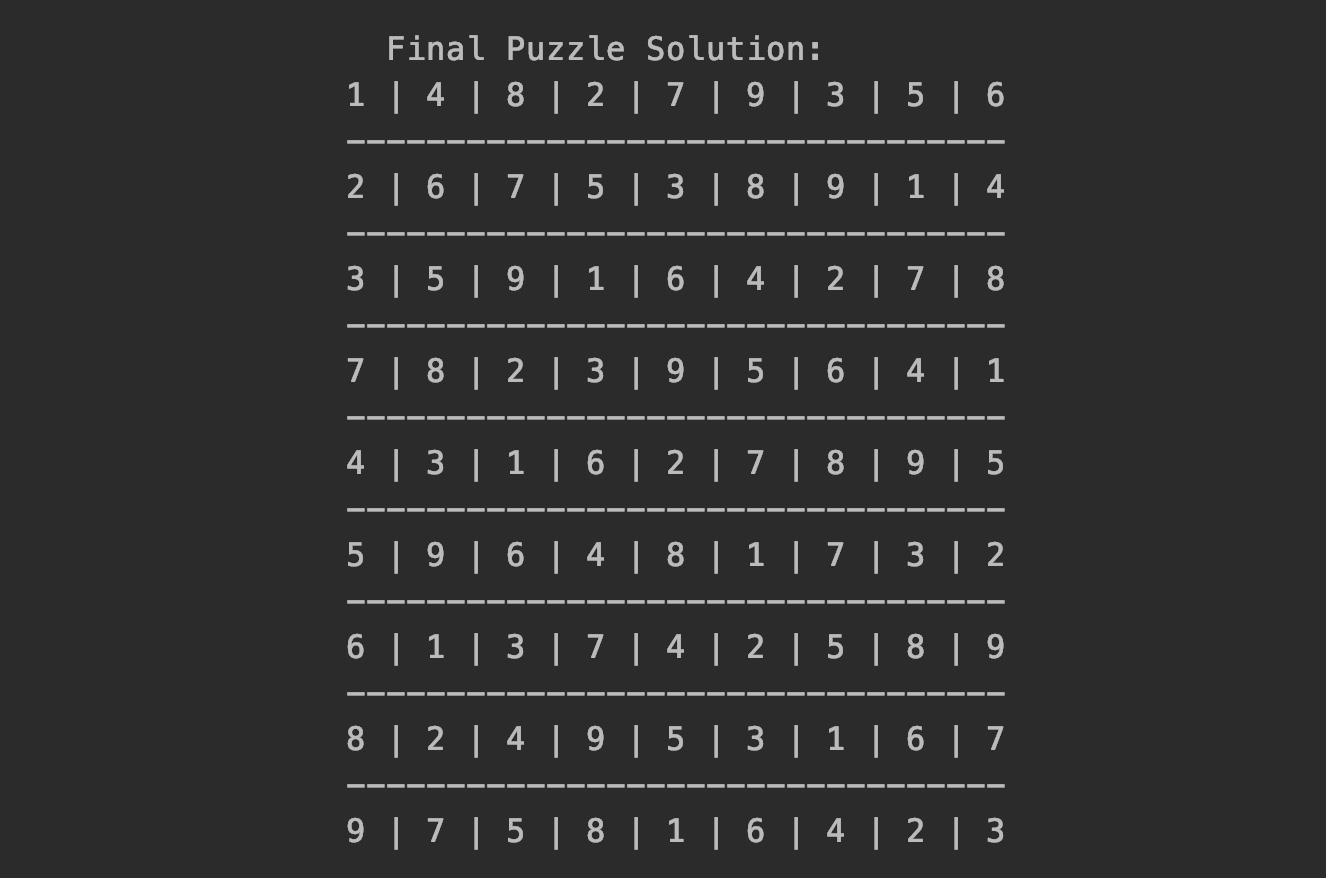 Final Puzzle Solution:
1 | 4 | 8 | 2 | 7 | 9 | 3 | 5 | 6
---------------------------------
2 | 6 | 7 | 5 | 3 | 8 | 9 | 1 | 4
---------------------------------
3 | 5 | 9 | 1 | 6 | 4 | 2 | 7 | 8
---------------------------------
7 | 8 | 2 | 3 | 9 | 5 | 6 | 4 | 1
---------------------------------
4 | 3 | 1 | 6 | 2 | 7 | 8 | 9 | 5
---------------------------------
5 | 9 | 6 | 4 | 8 | 1 | 7 | 3 | 2
---------------------------------
6 | 1 | 3 | 7 | 4 | 2 | 5 | 8 | 9
---------------------------------
8 | 2 | 4 | 9 | 5 | 3 | 1 | 6 | 7
---------------------------------
9 | 7 | 5 | 8 | 1 | 6 | 4 | 2 | 3